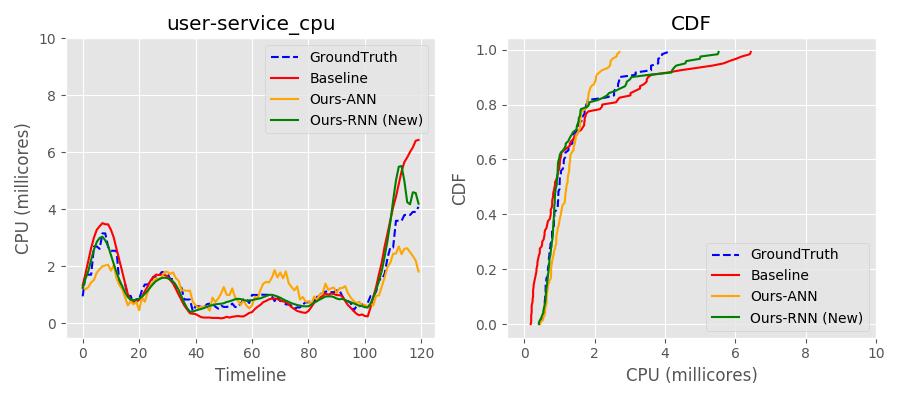 user-service_cpu
10
8
6
4
2
0
CPU (millicores)
0
20
40
60
80
100
120
Timeline
GroundTruth
Baseline
Ours-ANN
Ours-RNN (New)
CDF
1.0
0.8
0.6
0.4
0.2
0.0
CDF
0
2
4
6
8
10
CPU (millicores)
GroundTruth
Baseline
Ours-ANN
Ours-RNN (New)